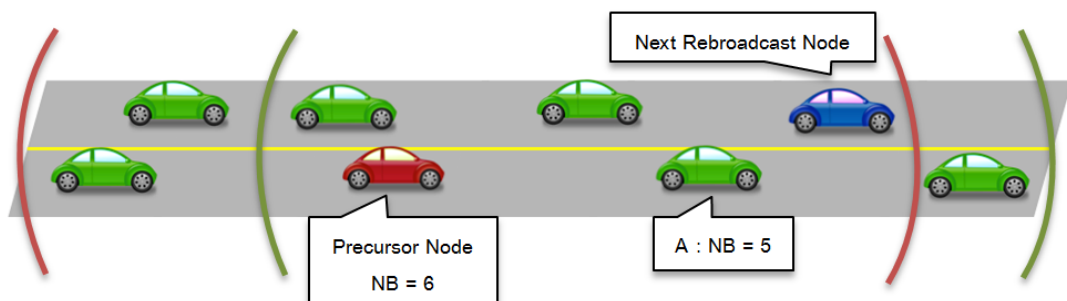 Next Rebroadcast Node
Precursor Node
NB = 6
A : NB = 5